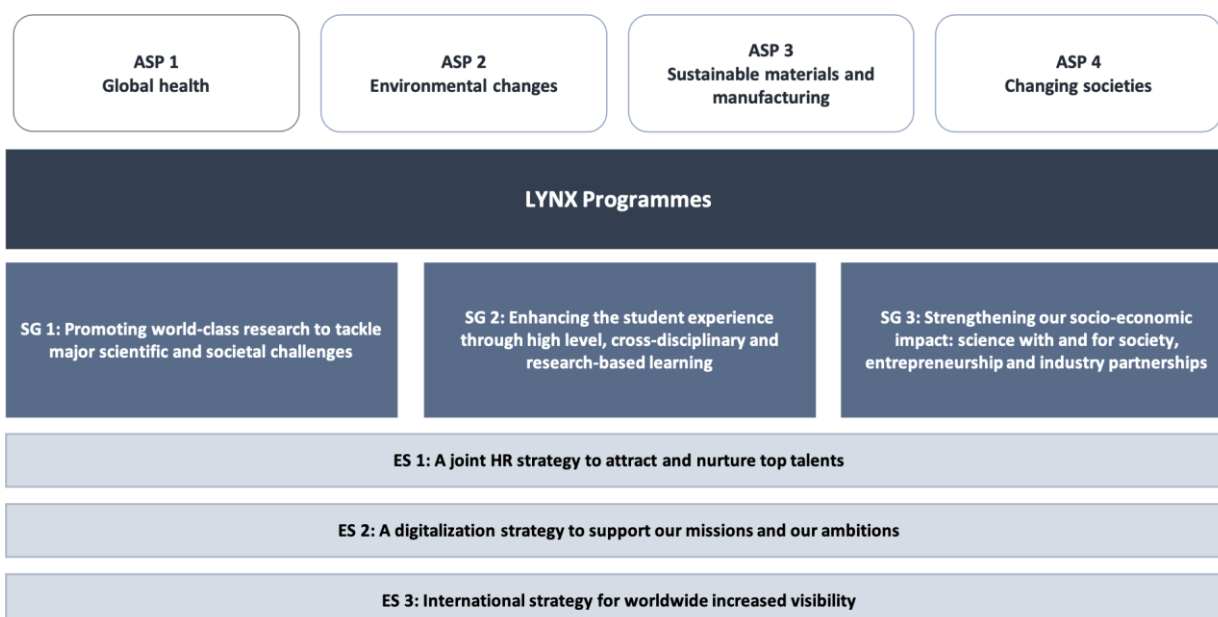 ASP 1
Global health
ASP 2
Environmental changes
ASP 3
Sustainable materials and
manufacturing
ASP 4
Changing societies
LYNX Programmes
SG 1: Promoting world-class research to tackle
major scientific and societal challenges
SG 2: Enhancing the student experience
through high level, cross-disciplinary and
research-based learning
SG 3: Strengthening our socio-economic
impact: science with and for society,
entrepreneurship and industry partnerships
ES 1: A joint HR strategy to attract and nurture top talents
ES 2: A digitalization strategy to support our missions and our ambitions
ES 3: International strategy for worldwide increased visibility